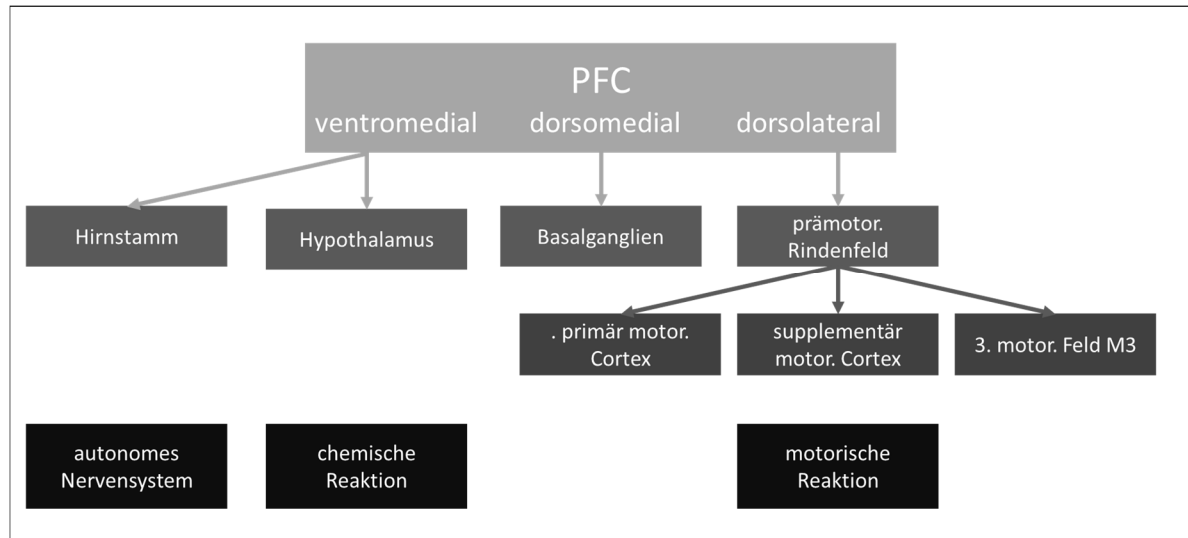 PFC
ventromedial dorsomedial dorsolateral
Hirnstamm
Hypothalamus
Basalganglien
prämotor.
Rindenfeld
. primär motor.
Cortex
supplementär
motor. Cortex
3. motor. Feld M3
autonomes
Nervensystem
chemische
Reaktion
motorische
Reaktion